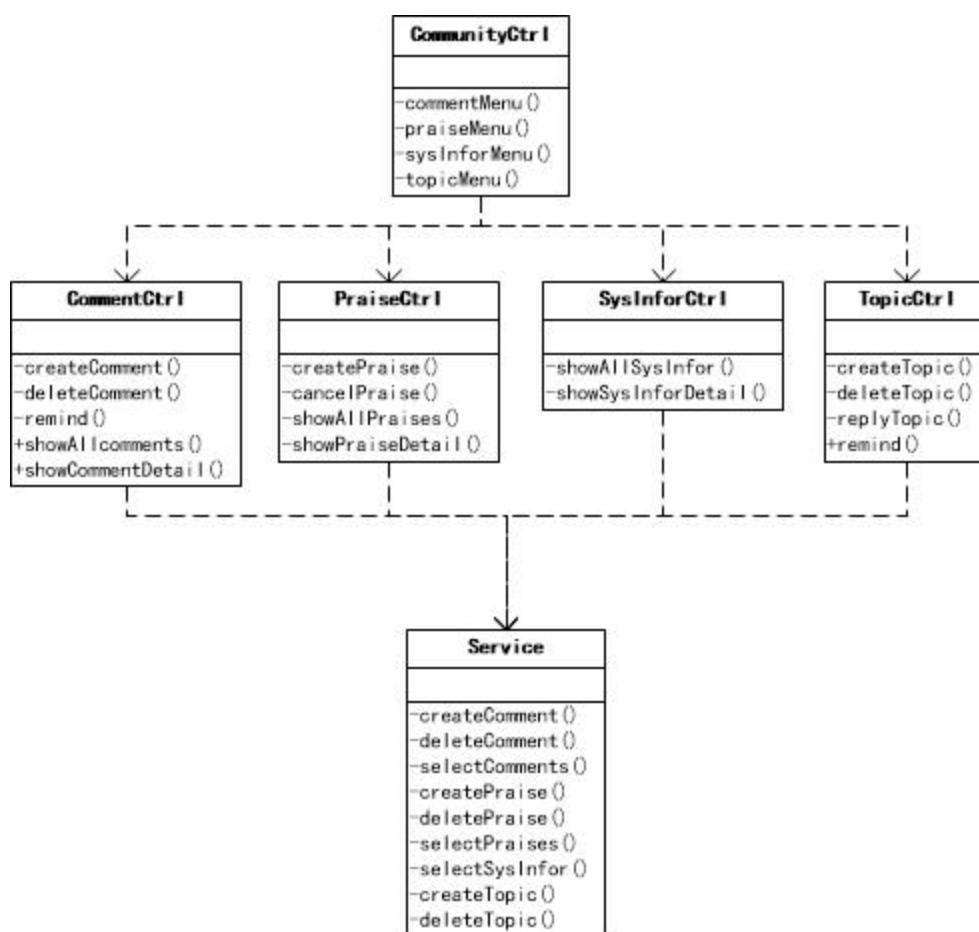 CommunityCtrl
-commentMenu()
-praiseMenu()
-sysInforMenu()
-topicMenu()
CommentCtrl
-createComment()
-deleteComment()
-remind()
+showAllcomments()
+showCommentDetail()
PraiseCtrl
-createPraise()
-cancelPraise()
-showAllPraises()
-showPraiseDetail()
SysInforCtrl
-showAllSysInfor()
-showSysInforDetail()
TopicCtrl
-createTopic()
-deleteTopic()
-replyTopic()
+remind()
Service
-createComment()
-deleteComment()
-selectComments()
-createPraise()
-deletePraise()
-selectPraises()
-selectSysInfor()
-createTopic()
-deleteTopic()